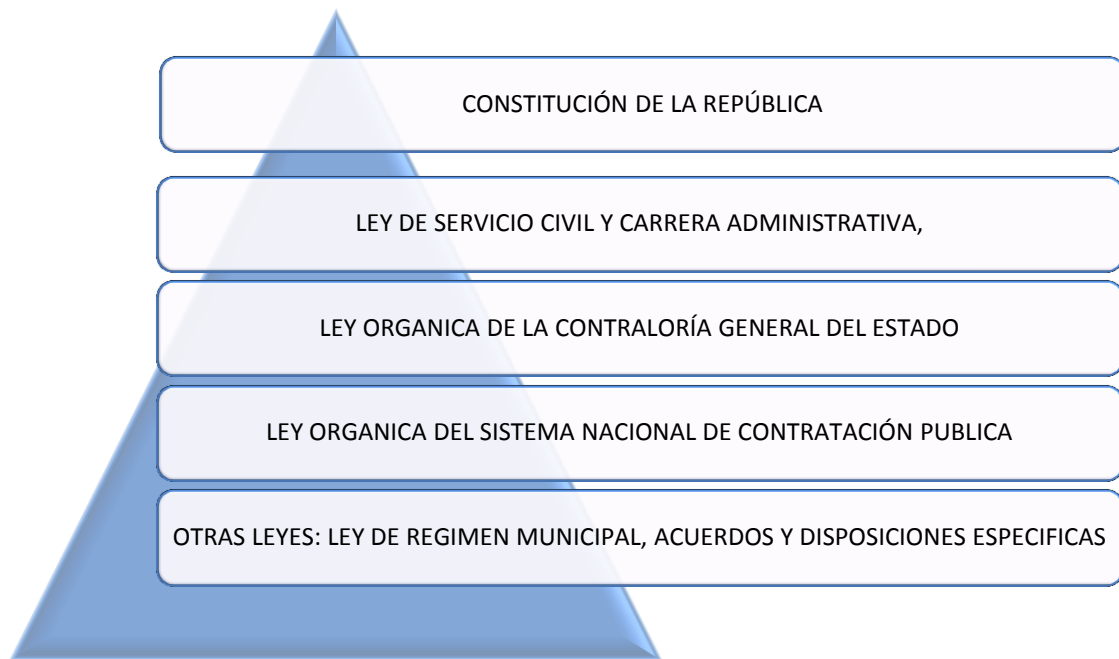 CONSTITUCIÓN DE LA REPÚBLICA
LEY DE SERVICIO CIVIL Y CARRERA ADMINISTRATIVA,
LEY ORGANICA DE LA CONTRALORÍA GENERAL DEL ESTADO
LEY ORGANICA DEL SISTEMA NACIONAL DE CONTRATACIÓN PUBLICA
OTRAS LEYES: LEY DE REGIMEN MUNICIPAL, ACUERDOS Y DISPOSICIONES ESPECIFICAS